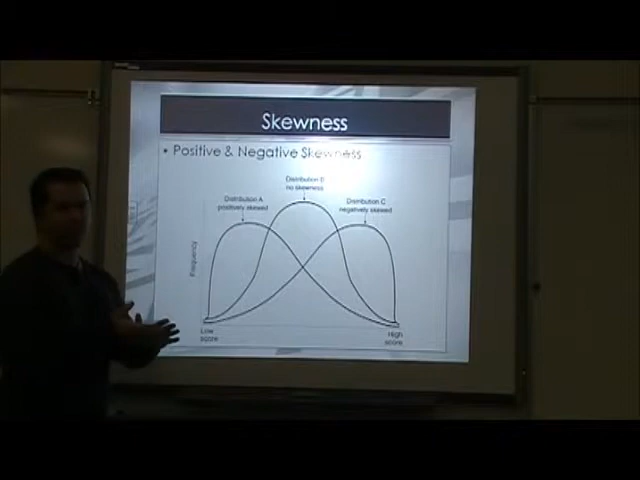 Skewness
• Positive & Negative Skewness
Distribution B
no skewness
Distribution A
positively skewed
Distribution C
negatively skewed
Frequency
Low
score
High
score